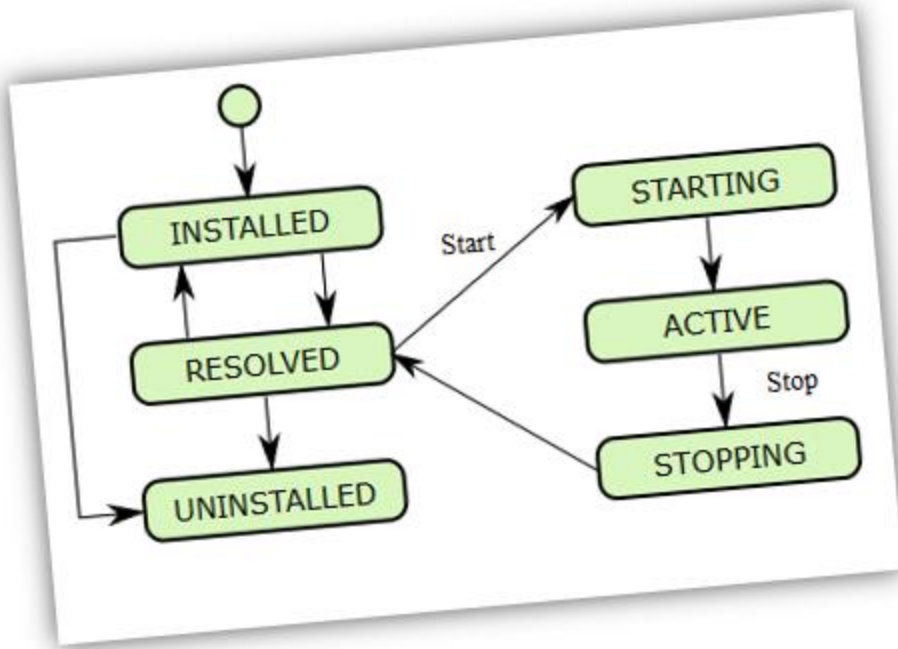 INSTALLED
RESOLVED
UNINSTALLED
Start
STARTING
ACTIVE
Stop
STOPPING